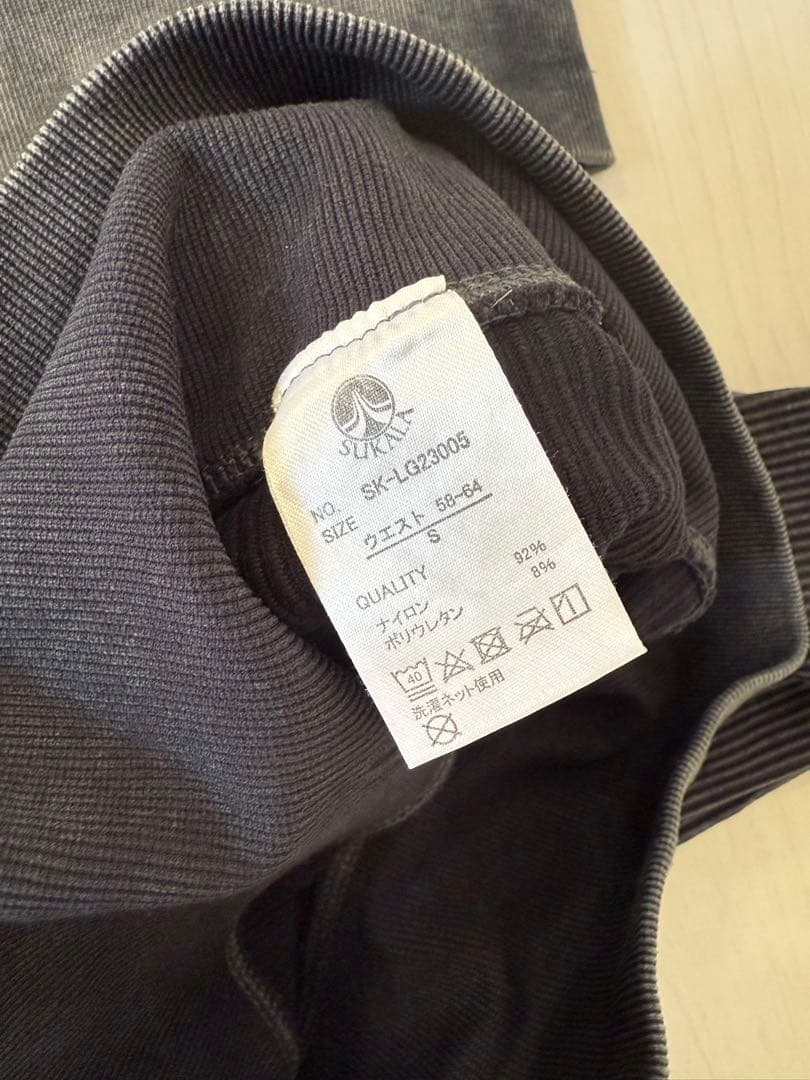 SUKALA
NO. SK-LG23005
SIZE ウエスト 58-64
S
QUALITY
ナイロン 92%
ポリウレタン 8%
40
洗濯ネット使用